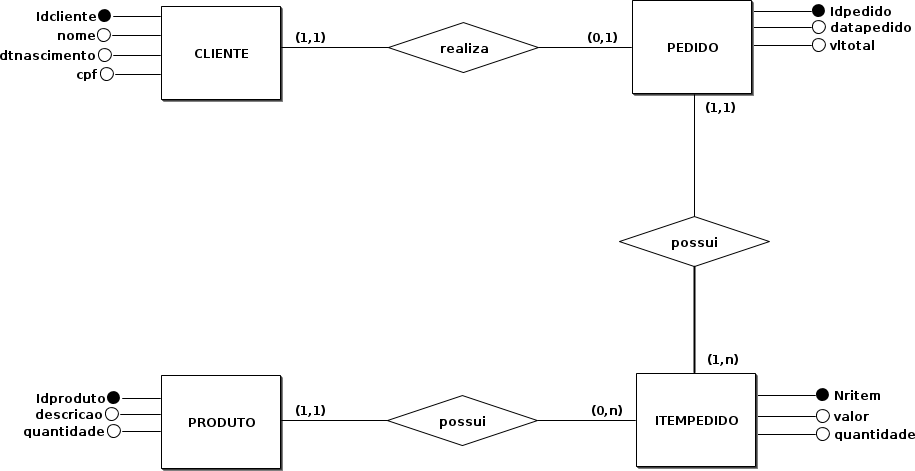 Idcliente
nome
dtnascimento
cpf
CLIENTE
(1,1)
realiza
(0,1)
PEDIDO
Idpedido
datapedido
vltotal
(1,1)
possui
(1,n)
Idproduto
descricao
quantidade
PRODUTO
(1,1)
possui
(0,n)
ITEMPEDIDO
Nritem
valor
quantidade